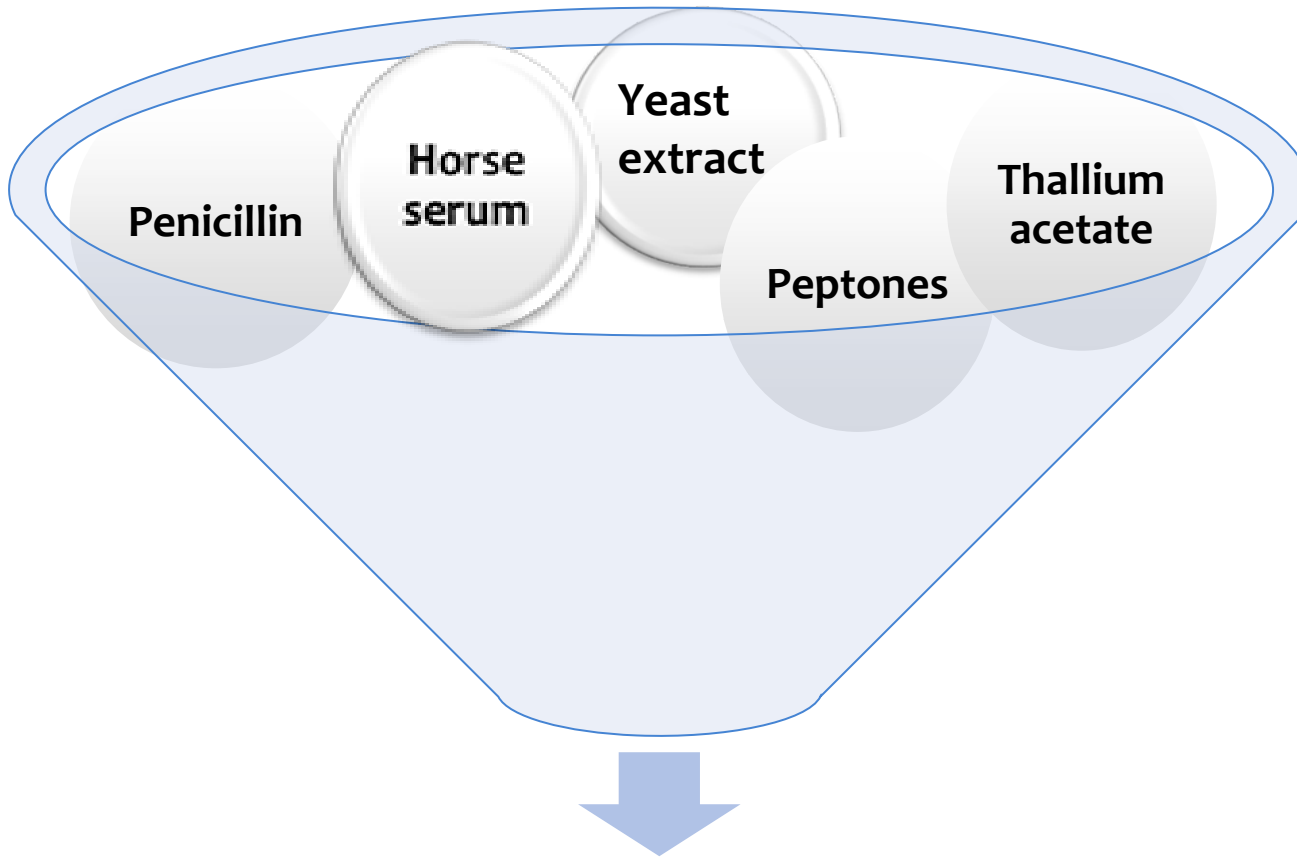 Penicillin
Horse
serum
Yeast
extract
Peptones
Thallium
acetate